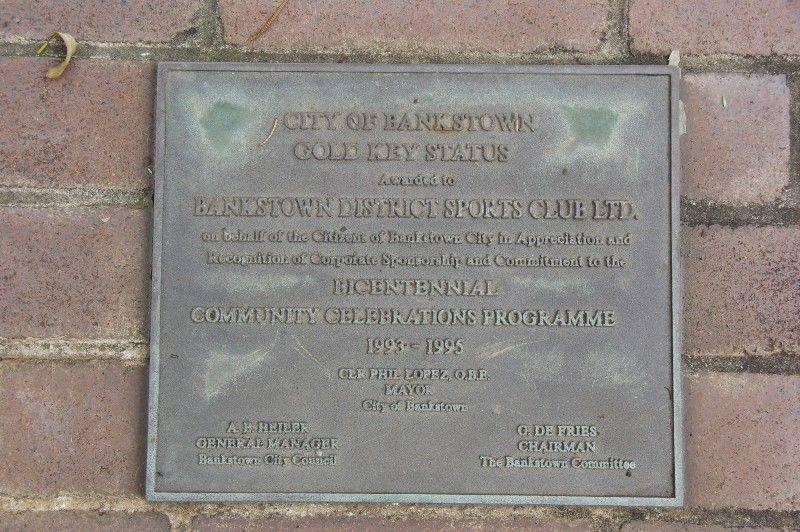 CITY OF BANKSTOWN
GOLD KEY STATUS
Awarded to
BANKSTOWN DISTRICT SPORTS CLUB LTD.
on behalf of the Citizent of Bankstown City in Appreciation and
Recognition of Corporate Sponsorship and Commitment to the
BICENTENNIAL
COMMUNITY CELEBRATIONS PROGRAMME
1993 - 1995
CLR PHIL LOPEZ, O.B.E.
MAYOR
City of Bankstown
A. B. HEILER
GENERAL MANAGER
Bankstown City Council
G. DE FRIES
CHAIRMAN
The Bankstown Committee